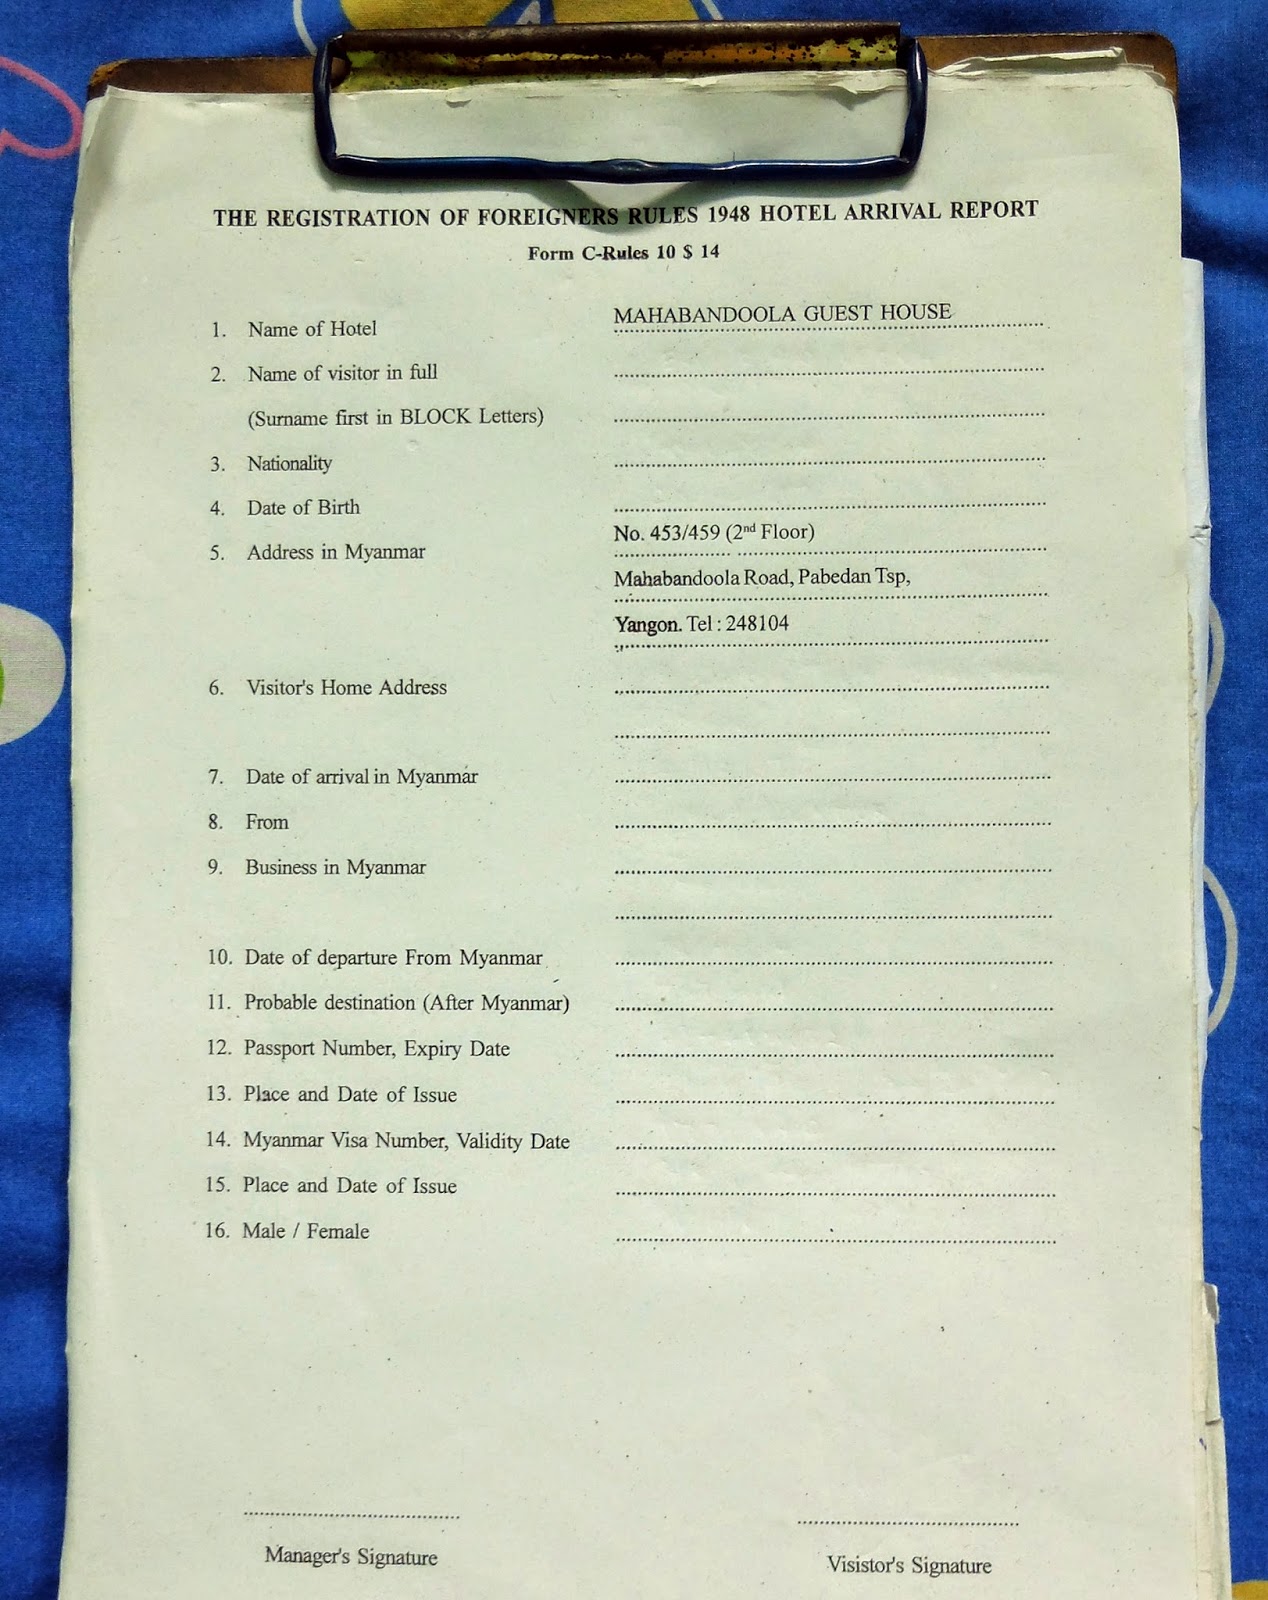 THE REGISTRATION OF FOREIGNERS RULES 1948 HOTEL ARRIVAL REPORT
Form C-Rules 10 $ 14
1. Name of Hotel MAHABANDOOLA GUEST HOUSE
2. Name of visitor in full
(Surname first in BLOCK Letters)
3. Nationality
4. Date of Birth
5. Address in Myanmar No. 453/459 (2nd Floor)
Mahabandoola Road, Pabedan Tsp,
Yangon. Tel : 248104
6. Visitor's Home Address
7. Date of arrival in Myanmar
8. From
9. Business in Myanmar
10. Date of departure From Myanmar
11. Probable destination (After Myanmar)
12. Passport Number, Expiry Date
13. Place and Date of Issue
14. Myanmar Visa Number, Validity Date
15. Place and Date of Issue
16. Male / Female
Manager's Signature Visistor's Signature